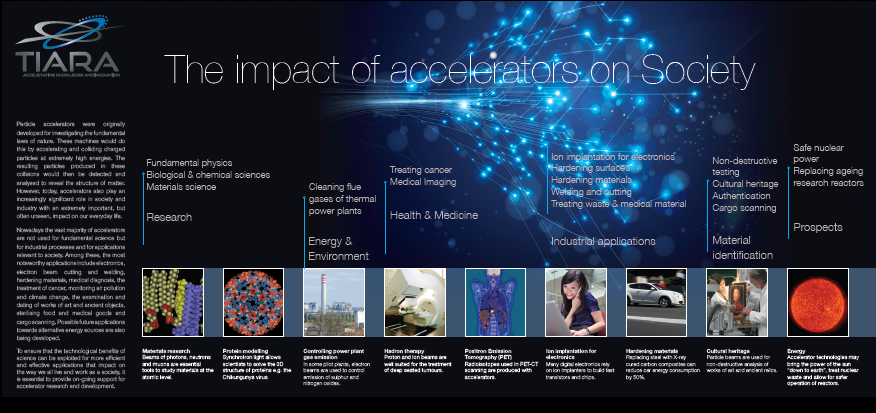 TIARA
ACCELERATING KNOWLEDGE AND INNOVATION
The impact of accelerators on Society
Particle accelerators were originally
developed for investigating the fundamental
laws of nature. These machines would do
this by accelerating and colliding charged
particles at extremely high energies. The
resulting particles produced in these
collisions would then be detected and
analysed to reveal the structure of matter.
However, today, accelerators also play an
increasingly significant role in society and
industry with an extremely important, but
often unseen, impact on our everyday life.
Nowadays the vast majority of accelerators
are not used for fundamental science but
for industrial processes and for applications
relevant to society. Among these, the most
noteworthy applications include electronics,
electron beam cutting and welding,
hardening materials, medical diagnosis, the
treatment of cancer, monitoring air pollution
and climate change, the examination and
dating of works of art and ancient objects,
sterilising food and medical goods and
cargo scanning. Possible future applications
towards alternative energy sources are also
being developed.
To ensure that the technological benefits of
science can be exploited for more efficient
and effective applications that impact on
the way we all live and work as a society, it
is essential to provide on-going support for
accelerator research and development.
Fundamental physics
Biological & chemical sciences
Materials science
Research
Cleaning flue
gases of thermal
power plants
Energy &
Environment
Treating cancer
Medical Imaging
Health & Medicine
Ion implantation for electronics
Hardening surfaces
Hardening materials
Welding and cutting
Treating waste & medical material
Industrial applications
Non-destructive
testing
Cultural heritage
Authentication
Cargo scanning
Material
identification
Safe nuclear
power
Replacing ageing
research reactors
Prospects
Materials research
Beams of photons, neutrons
and muons are essential
tools to study materials at the
atomic level.
Protein modelling
Synchrotron light allows
scientists to solve the 3D
structure of proteins e.g. the
Chikungunya virus.
Controlling power plant
gas emission
In some pilot plants, electron
beams are used to control
emission of sulphur and
nitrogen oxides.
Hadron therapy
Proton and ion beams are
well suited for the treatment
of deep seated tumours.
Positron Emission
Tomography (PET)
Radioisotopes used in PET-CT
scanning are produced with
accelerators.
Ion implantation for
electronics
Many digital electronics rely
on ion implanters to build fast
transistors and chips.
Hardening materials
Replacing steel with X-ray
cured carbon composites can
reduce car energy consumption
by 50%.
Cultural heritage
Particle beams are used for
non-destructive analysis of
works of art and ancient relics.
Energy
Accelerator technologies may
bring the power of the sun
"down to earth", treat nuclear
waste and allow for safer
operation of reactors.